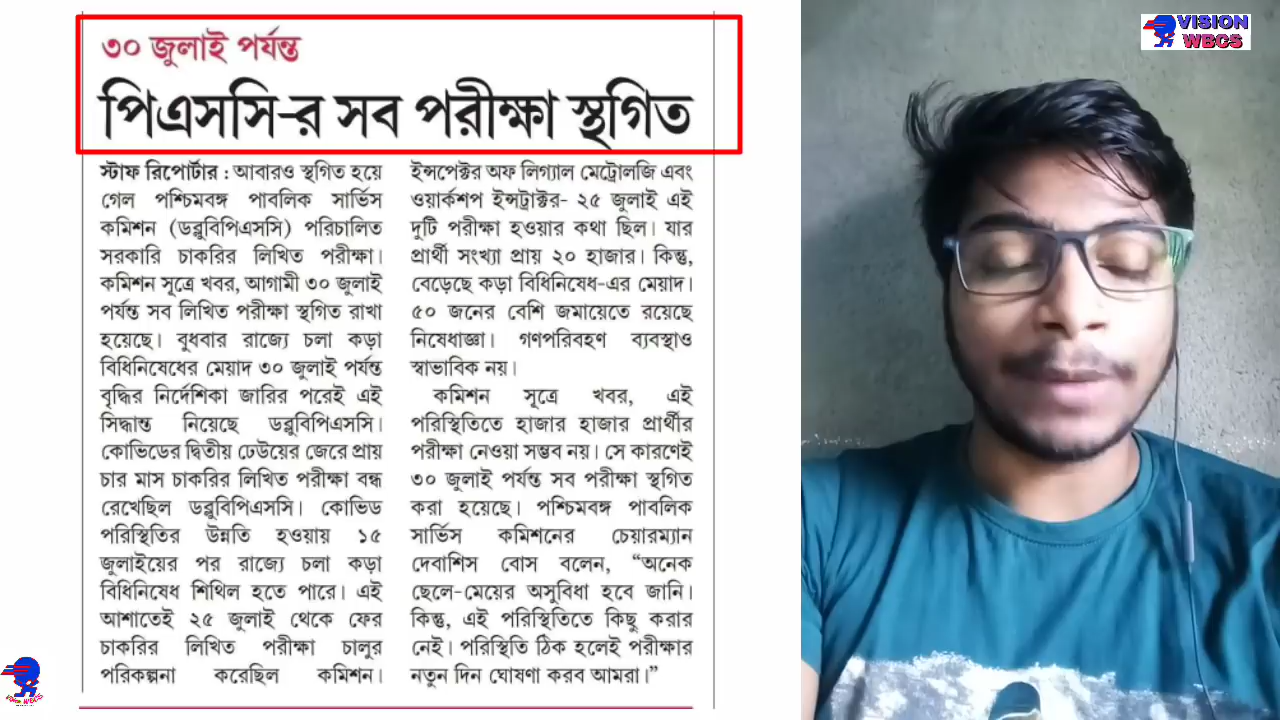 ৩০ জুলাই পর্যন্ত
পিএসসি-র সব পরীক্ষা স্থগিত
স্টাফ রিপোর্টার : আবারও স্থগিত হয়ে
গেল পশ্চিমবঙ্গ পাবলিক সার্ভিস
কমিশন (ডব্লুবিপিএসসি) পরিচালিত
সরকারি চাকরির লিখিত পরীক্ষা।
কমিশন সূত্রে খবর, আগামী ৩০ জুলাই
পর্যন্ত সব লিখিত পরীক্ষা স্থগিত রাখা
হয়েছে। বুধবার রাজ্যে চলা কড়া
বিধিনিষেধের মেয়াদ ৩০ জুলাই পর্যন্ত
বৃদ্ধির নির্দেশিকা জারির পরেই এই
সিদ্ধান্ত নিয়েছে ডব্লুবিপিএসসি।
কোভিডের দ্বিতীয় ঢেউয়ের জেরে প্রায়
চার মাস চাকরির লিখিত পরীক্ষা বন্ধ
রেখেছিল ডব্লুবিপিএসসি। কোভিড
পরিস্থিতির উন্নতি হওয়ায় ১৫
জুলাইয়ের পর রাজ্যে চলা কড়া
বিধিনিষেধ শিথিল হতে পারে। এই
আশাতেই ২৫ জুলাই থেকে ফের
চাকরির লিখিত পরীক্ষা চালুর
পরিকল্পনা করেছিল কমিশন।
ইন্সপেক্টর অফ লিগ্যাল মেট্রোলজি এবং
ওয়ার্কশপ ইন্সট্রাক্টর- ২৫ জুলাই এই
দুটি পরীক্ষা হওয়ার কথা ছিল। যার
প্রার্থী সংখ্যা প্রায় ২০ হাজার। কিন্তু,
বেড়েছে কড়া বিধিনিষেধ-এর মেয়াদ।
৫০ জনের বেশি জমায়েতে রয়েছে
নিষেধাজ্ঞা। গণপরিবহণ ব্যবস্থাও
স্বাভাবিক নয়।
কমিশন সূত্রে খবর, এই
পরিস্থিতিতে হাজার হাজার প্রার্থীর
পরীক্ষা নেওয়া সম্ভব নয়। সে কারণেই
৩০ জুলাই পর্যন্ত সব পরীক্ষা স্থগিত
করা হয়েছে। পশ্চিমবঙ্গ পাবলিক
সার্ভিস কমিশনের চেয়ারম্যান
দেবাশিস বোস বলেন, “অনেক
ছেলে-মেয়ের অসুবিধা হবে জানি।
কিন্তু, এই পরিস্থিতিতে কিছু করার
নেই। পরিস্থিতি ঠিক হলেই পরীক্ষার
নতুন দিন ঘোষণা করব আমরা।”
VISION
WBCS
VISION WBCS